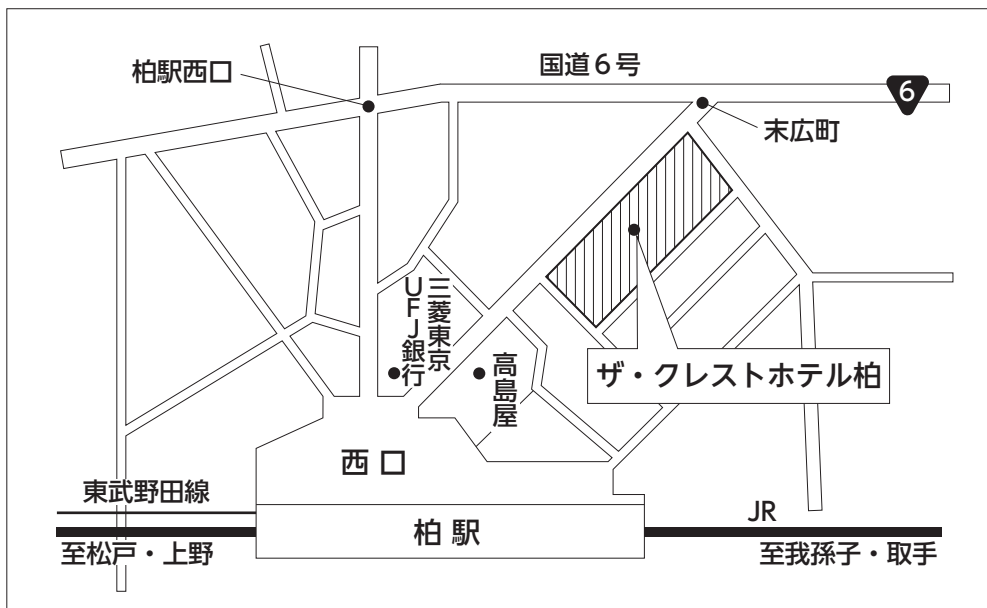 国道6号
柏駅西口
6
末広町
三菱東京
UFJ銀行
高島屋
ザ・クレストホテル柏
西口
東武野田線
JR
柏駅
至松戸・上野
至我孫子・取手